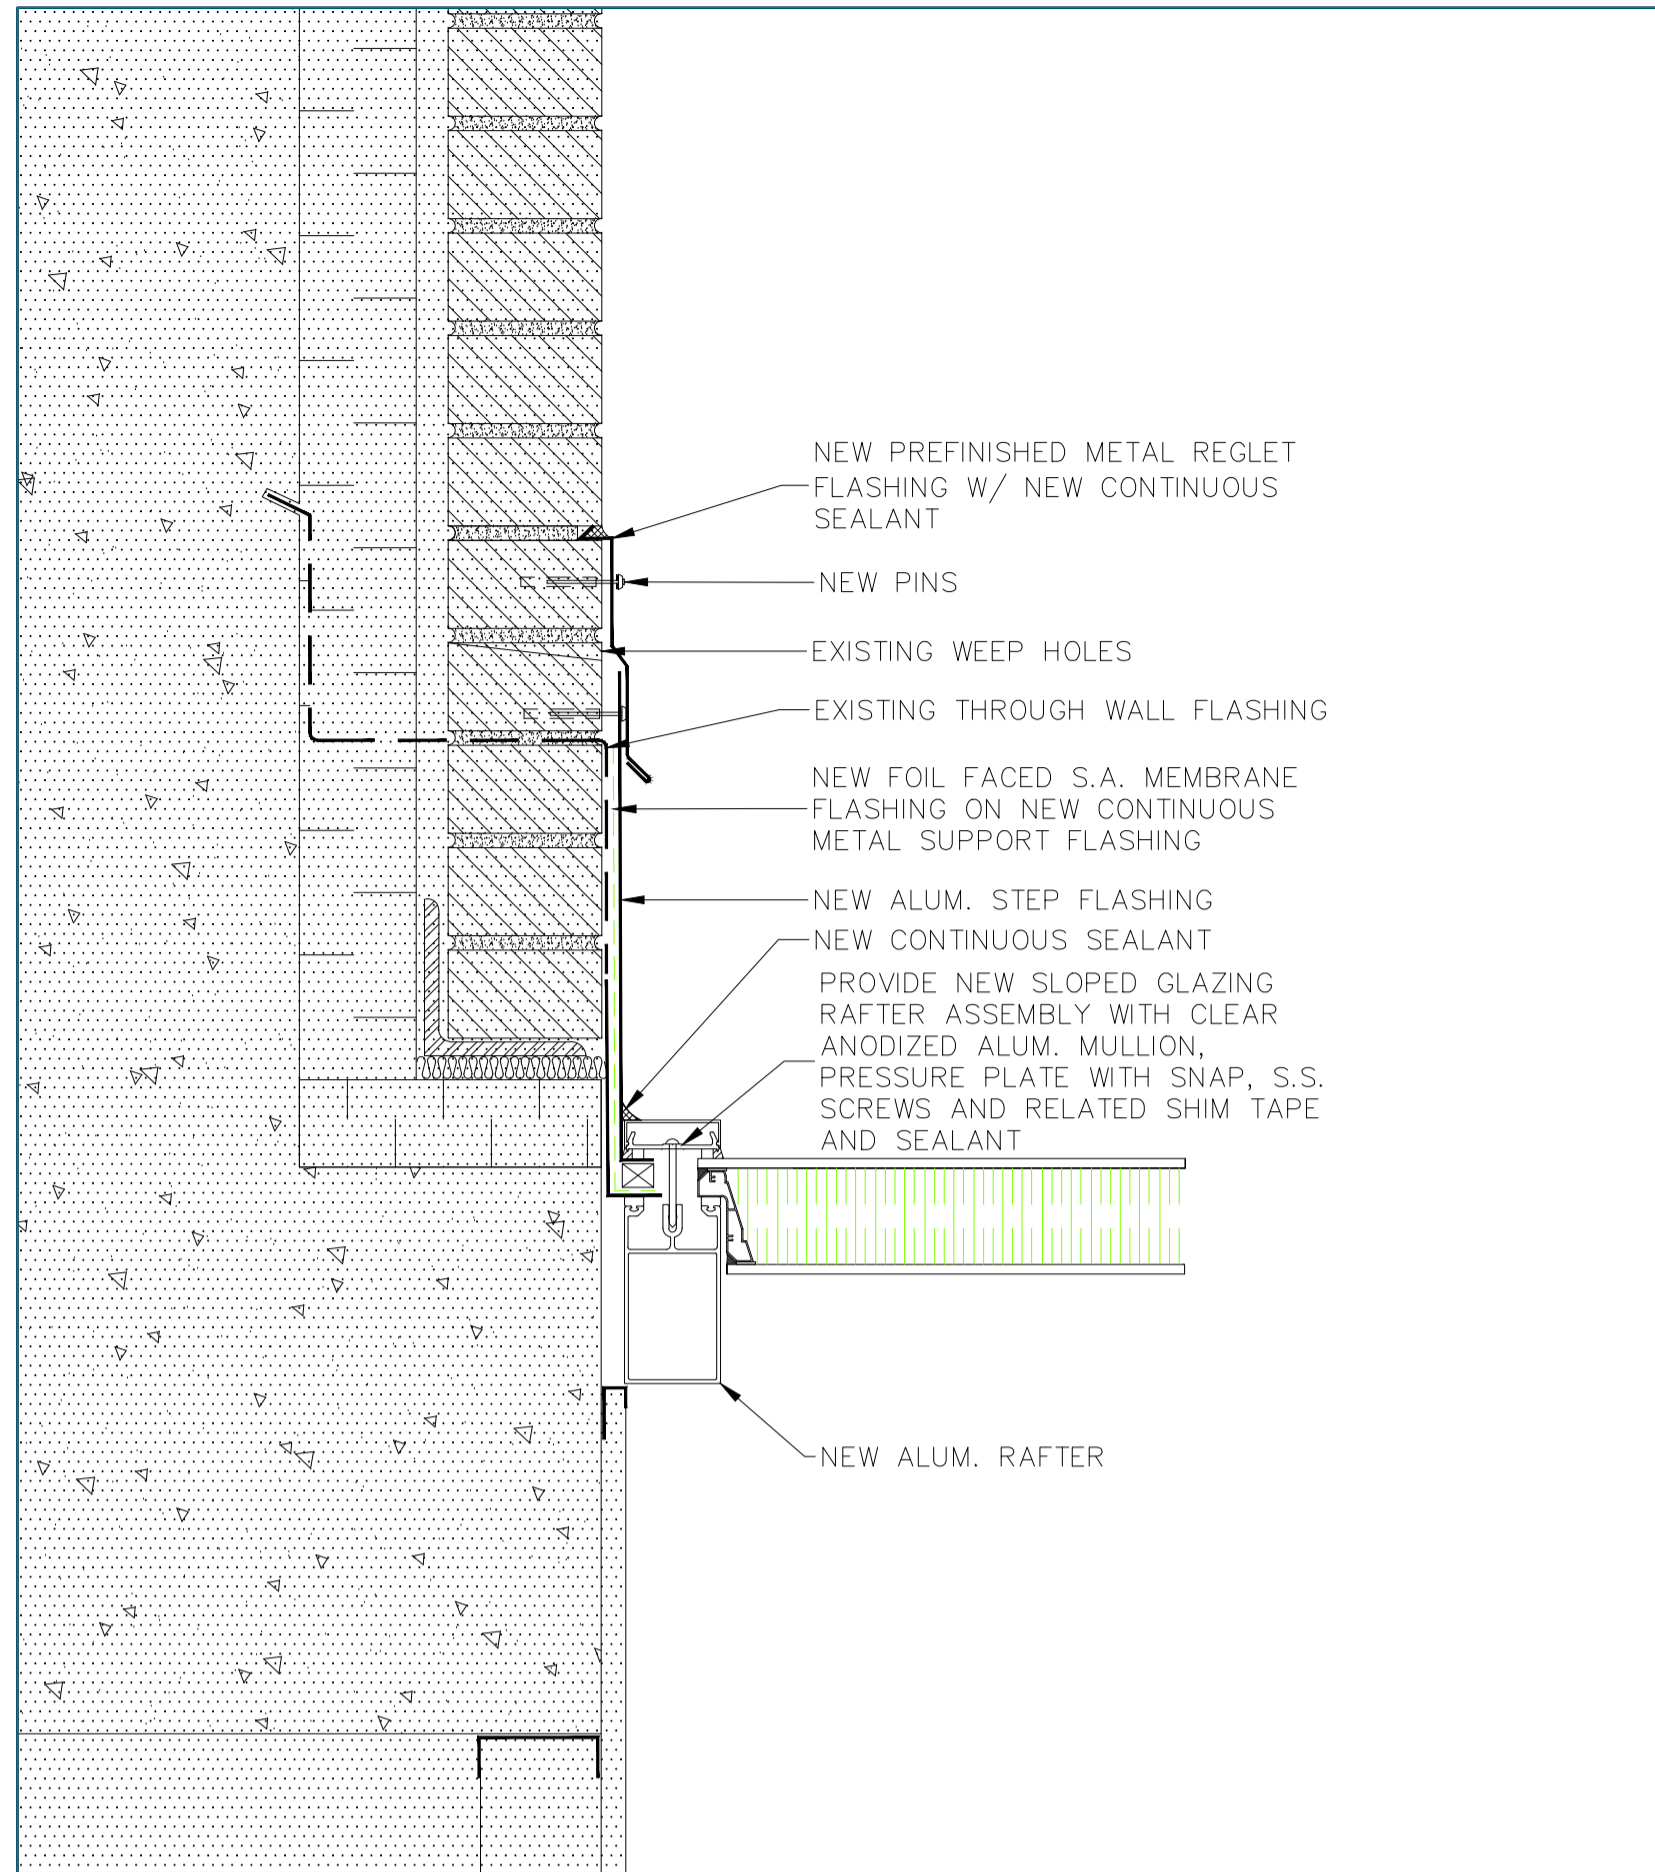 NEW PREFINISHED METAL REGLET
FLASHING W/ NEW CONTINUOUS
SEALANT
NEW PINS
EXISTING WEEP HOLES
EXISTING THROUGH WALL FLASHING
NEW FOIL FACED S.A. MEMBRANE
FLASHING ON NEW CONTINUOUS
METAL SUPPORT FLASHING
NEW ALUM. STEP FLASHING
NEW CONTINUOUS SEALANT
PROVIDE NEW SLOPED GLAZING
RAFTER ASSEMBLY WITH CLEAR
ANODIZED ALUM. MULLION,
PRESSURE PLATE WITH SNAP, S.S.
SCREWS AND RELATED SHIM TAPE
AND SEALANT
NEW ALUM. RAFTER